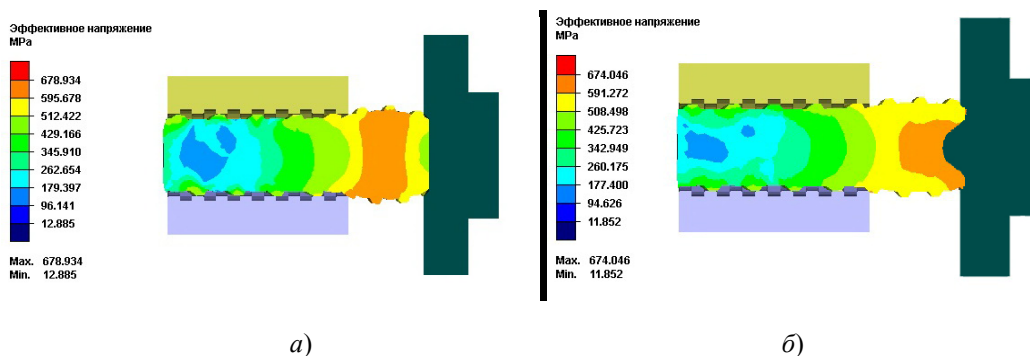 Эффективное напряжение
MPa
678.934
595.678
512.422
429.166
345.910
262.654
179.397
96.141
12.885
Max. 678.934
Min. 12.885
а)
Эффективное напряжение
MPa
674.046
591.272
508.498
425.723
342.949
260.175
177.400
94.626
11.852
Max. 674.046
Min. 11.852
б)